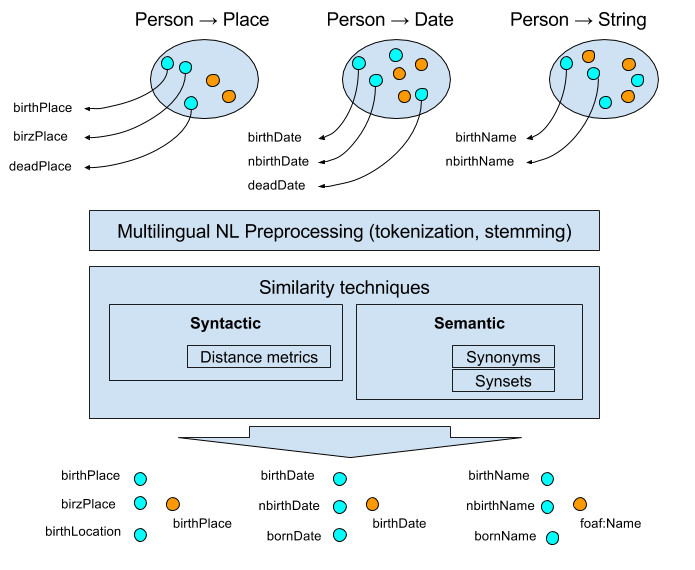 Person → Place
Person → Date
Person → String
birthPlace
birzPlace
deadPlace
birthDate
nbirthDate
deadDate
birthName
nbirthName
Multilingual NL Preprocessing (tokenization, stemming)
Similarity techniques
Syntactic
Distance metrics
Semantic
Synonyms
Synsets
birthPlace
birzPlace
birthLocation
birthPlace
birthDate
nbirthDate
bornDate
birthDate
birthName
nbirthName
bornName
foaf:Name